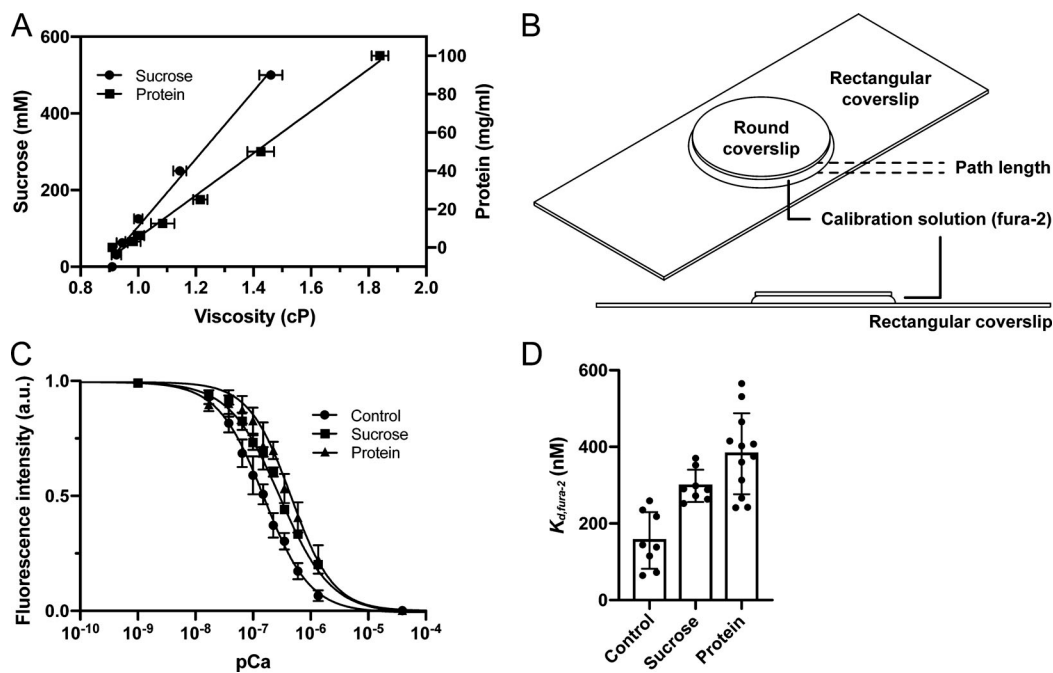 A
600
400
200
0
Sucrose (mM)
Sucrose
Protein
100
80
60
40
20
0
Protein (mg/ml)
0.8 1.0 1.2 1.4 1.6 1.8 2.0
Viscosity (cP)
B
Rectangular
coverslip
Round
coverslip
Path length
Calibration solution (fura-2)
Rectangular coverslip
C
1.0
0.5
0.0
Fluorescence intensity (a.u.)
Control
Sucrose
Protein
10-10 10-9 10-8 10-7 10-6 10-5 10-4
pCa
D
600
400
200
0
Kd,fura-2 (nM)
Control
Sucrose
Protein